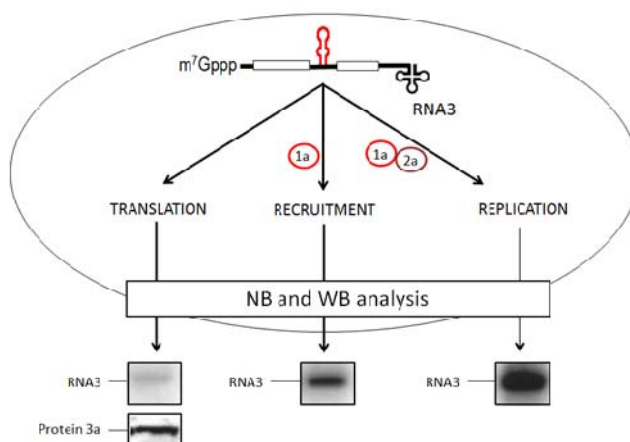 m⁷Gppp
RNA3
1a
1a
2a
TRANSLATION
RECRUITMENT
REPLICATION
NB and WB analysis
RNA3
RNA3
RNA3
Protein 3a